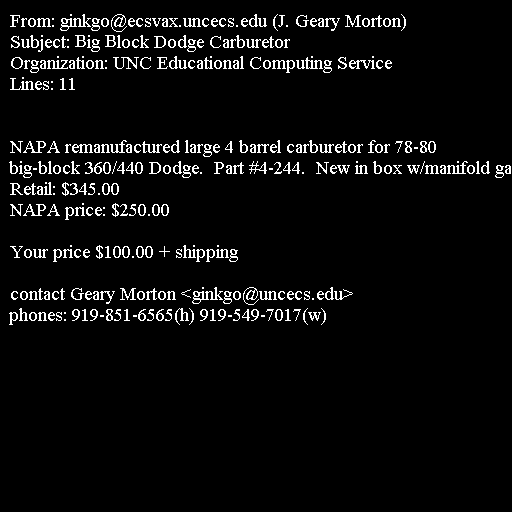 From: ginkgo@ecsvax.uncecs.edu (J. Geary Morton)
Subject: Big Block Dodge Carburetor
Organization: UNC Educational Computing Service
Lines: 11
NAPA remanufactured large 4 barrel carburetor for 78-80
big-block 360/440 Dodge. Part #4-244. New in box w/manifold ga
Retail: $345.00
NAPA price: $250.00
Your price $100.00 + shipping
contact Geary Morton <ginkgo@uncecs.edu>
phones: 919-851-6565(h) 919-549-7017(w)